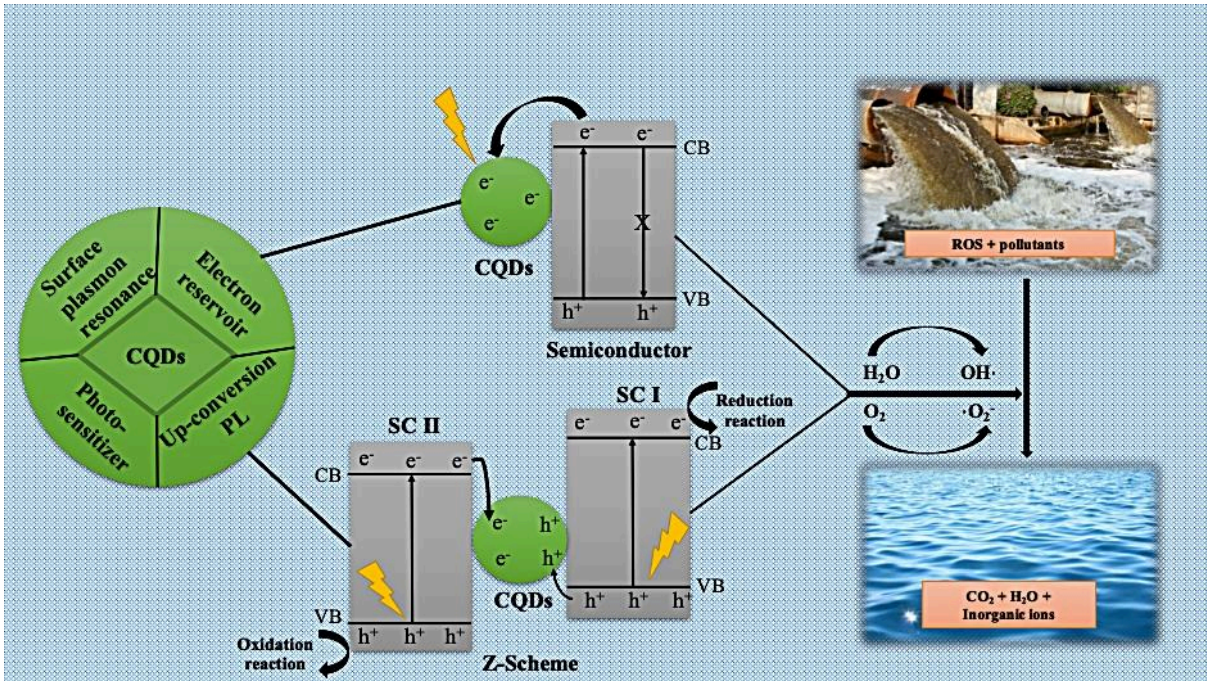 Surface
plasmon
resonance
Electron
reservoir
CQDs
Photo-
sensitizer
Up-conversion
PL
e⁻
e⁻
CB
e⁻
e⁻
e⁻
X
CQDs
VB
h⁺
h⁺
Semiconductor
SC II
CB
e⁻
e⁻
e⁻
VB
h⁺
h⁺
h⁺
Oxidation
reaction
e⁻
h⁺
e⁻
h⁺
CQDs
SC I
e⁻
e⁻
e⁻
CB
Reduction
reaction
VB
h⁺
h⁺
h⁺
Z-Scheme
ROS + pollutants
H₂O
OH·
O₂
·O₂⁻
CO₂ + H₂O +
Inorganic ions